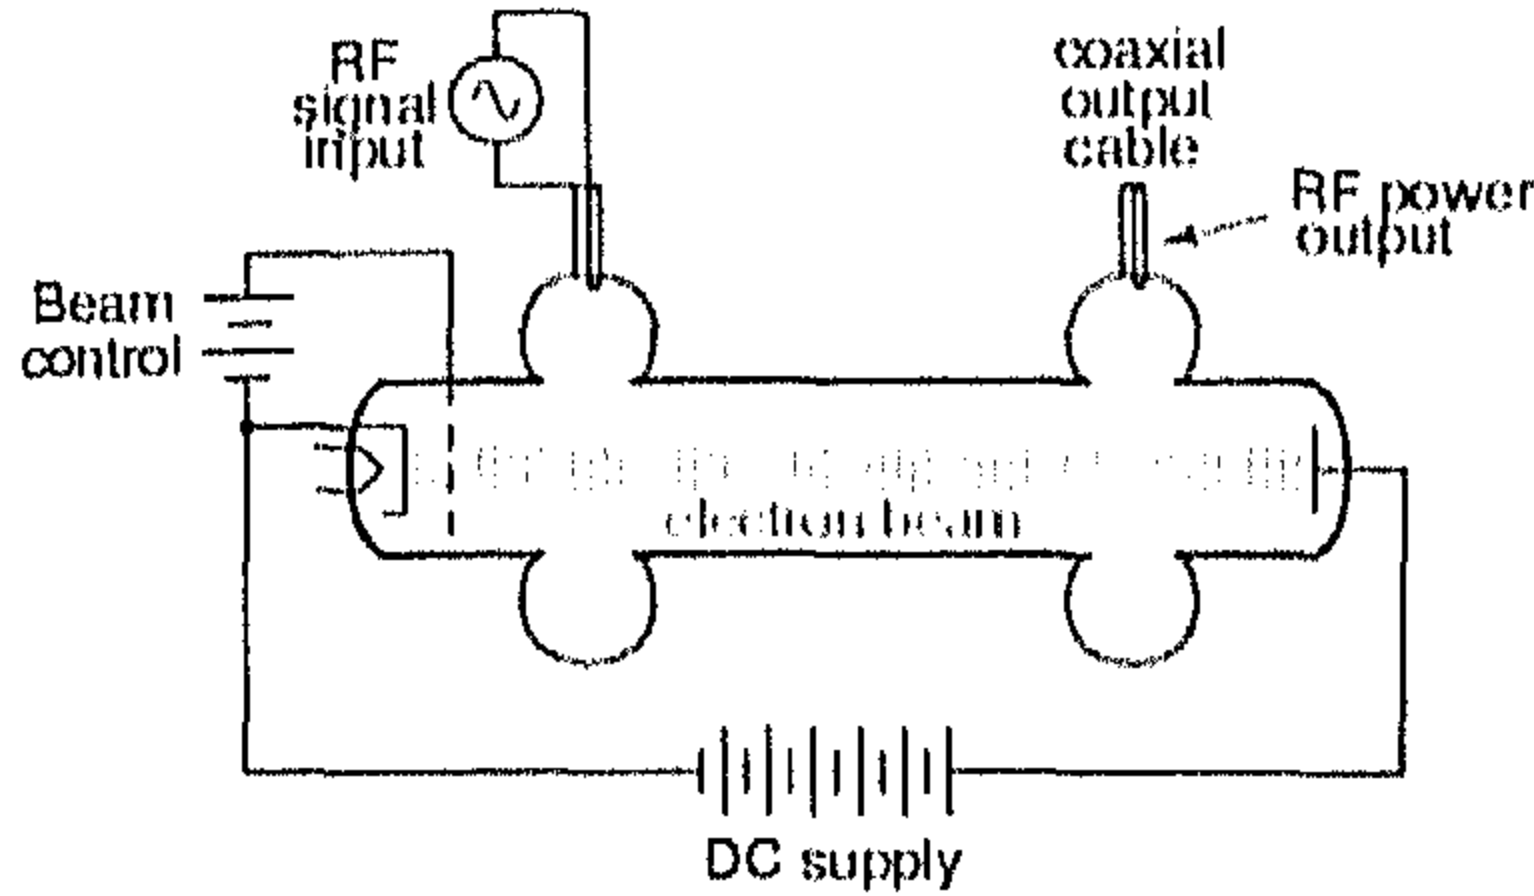 RF
signal
input
coaxial
output
cable
RF power
output
Beam
control
electron beam
DC supply